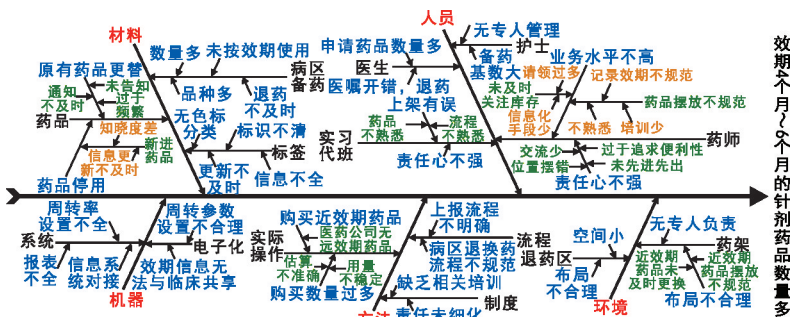 材料
人员
数量多
未按效期使用
病区
备药
品种多
退药
不及时
原有药品更替
未告知
通知
不及时
过于
频繁
药品
知晓度差
新进
药品
信息更
新不及时
药品停用
无色标
分类
标识不清
标签
更新不
及时
信息不全
无专人管理
护士
备药
基数大
申请药品数量多
医生
医嘱开错，退药
上架有误
药品
不熟悉
流程
不熟悉
实习
代班
责任心不强
业务水平不高
请领过多
未及时
关注库存
信息化
手段少
记录效期不规范
药品摆放不规范
不熟悉
培训少
药师
交流少
位置摆错
过于追求便利性
未先进先出
责任心不强
效期4个月～6个月的针剂药品数量多
周转率
设置不全
周转参数
设置不合理
系统
电子化
报表
不全
信息系
统对接
效期信息无
法与临床共享
机器
购买近效期药品
医药公司无
远效期药品
实际
操作
估算
不准确
用量
不稳定
购买数量过多
上报流程
不明确
流程
病区退换药
流程不规范
缺乏相关培训
制度
责任未细化
方法
空间小
退药区
布局
不合理
无专人负责
药架
近效期
药品未
及时更换
近效期
药品摆放
不规范
布局不合理
环境